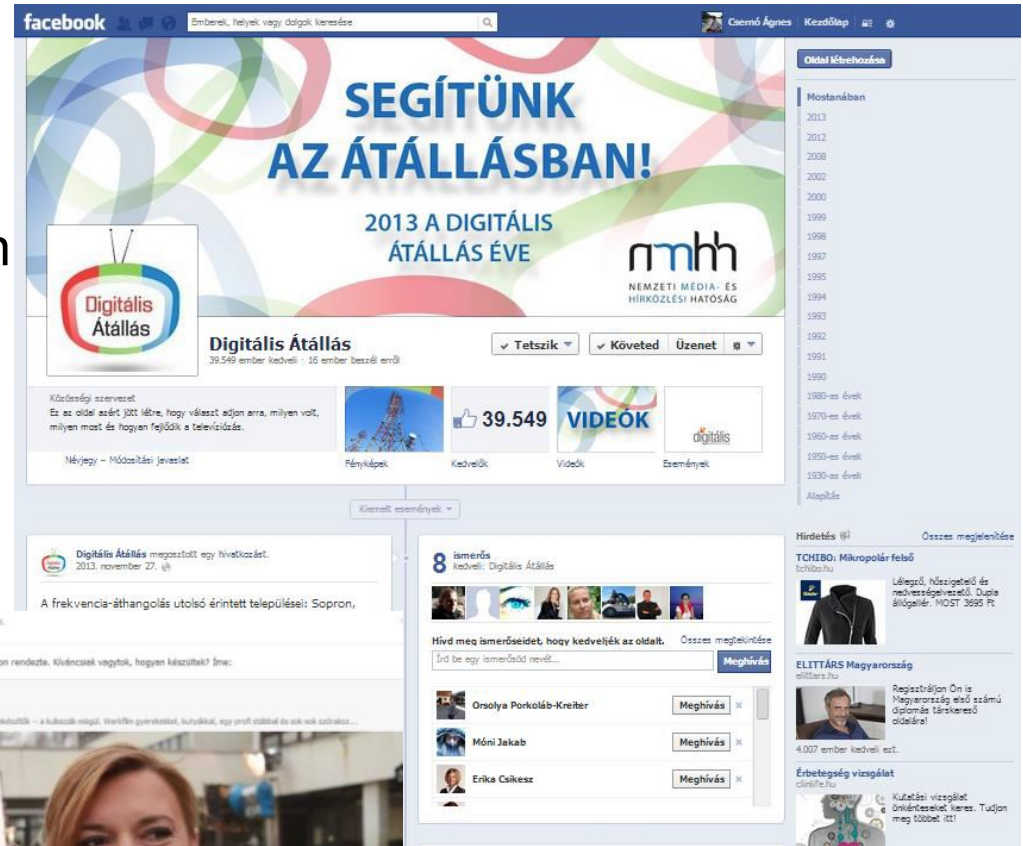 facebook
Emberek, helyek vagy dolgok keresése
Csernó Ágnes Kezdőlap
SEGÍTÜNK
AZ ÁTÁLLÁSBAN!
2013 A DIGITÁLIS
ÁTÁLLÁS ÉVE
nmhh
NEMZETI MÉDIA- ÉS
HÍRKÖZLÉSI HATÓSÁG
Digitális
Átállás
Digitális Átállás
39.549 ember kedveli · 16 ember beszél erről
Tetszik
Követed
Üzenet
Közösségi szervezet
Ez az oldal azért jött létre, hogy választ adjon arra, milyen volt,
milyen most és hogyan fejlődik a televíziózás.
Névjegy – Módosítási javaslat
39.549
VIDEÓK
digitális
Fényképek
Kedvelők
Videók
Események
Kiemelt események
Digitális Átállás megosztott egy hivatkozást.
2013. november 27.
A frekvencia-áthangolás utolsó érintett települései: Sopron,
on rendezte. Kíváncsiak vagytok, hogyan készültek? Íme:
8 ismerős
kedveli: Digitális Átállás
Hívd meg ismerőseidet, hogy kedveljék az oldalt. Összes megtekintése
Írd be egy ismerősöd nevét...
Meghívás
Orsolya Porkoláb-Kreiter
Meghívás
Móni Jakab
Meghívás
Erika Csikesz
Meghívás
Oldal létrehozása
Mostanában
2013
2012
2008
2002
2000
1999
1998
1997
1995
1994
1993
1992
1991
1990
1980-as évek
1970-es évek
1960-as évek
1950-es évek
1930-as évek
Alapítás
Hirdetés Összes megjelenítése
TCHIBO: Mikropolár felső
tchibo.hu
Lélegző, hőszigetelő és
nedvességelvezető. Dupla
állógallér. MOST 3695 Ft
ELITTÁRS Magyarország
elittars.hu
Regisztráljon Ön is
Magyarország első számú
diplomás társkereső
oldalára!
4.007 ember kedveli ezt.
Érbetegség vizsgálat
clinlife.hu
Kutatási vizsgálat
önkénteseket keres. Tudjon
meg többet itt!